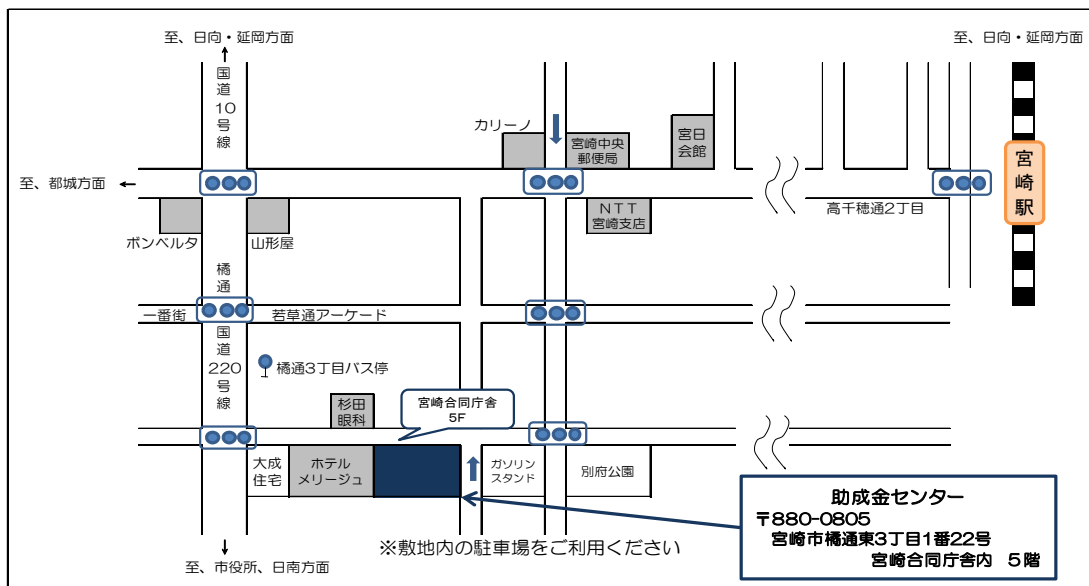 至、日向・延岡方面
至、日向・延岡方面
国道10号線
カリーノ
宮崎中央
郵便局
宮日
会館
宮崎駅
至、都城方面
高千穂通2丁目
NTT
宮崎支店
ボンベルタ
山形屋
橘通
一番街
若草通アーケード
国道220号線
橘通3丁目バス停
杉田
眼科
宮崎合同庁舎
5F
大成
住宅
ホテル
メリージュ
ガソリン
スタンド
別府公園
助成金センター
〒880-0805
宮崎市橘通東3丁目1番22号
宮崎合同庁舎内 5階
※敷地内の駐車場をご利用ください
至、市役所、日南方面